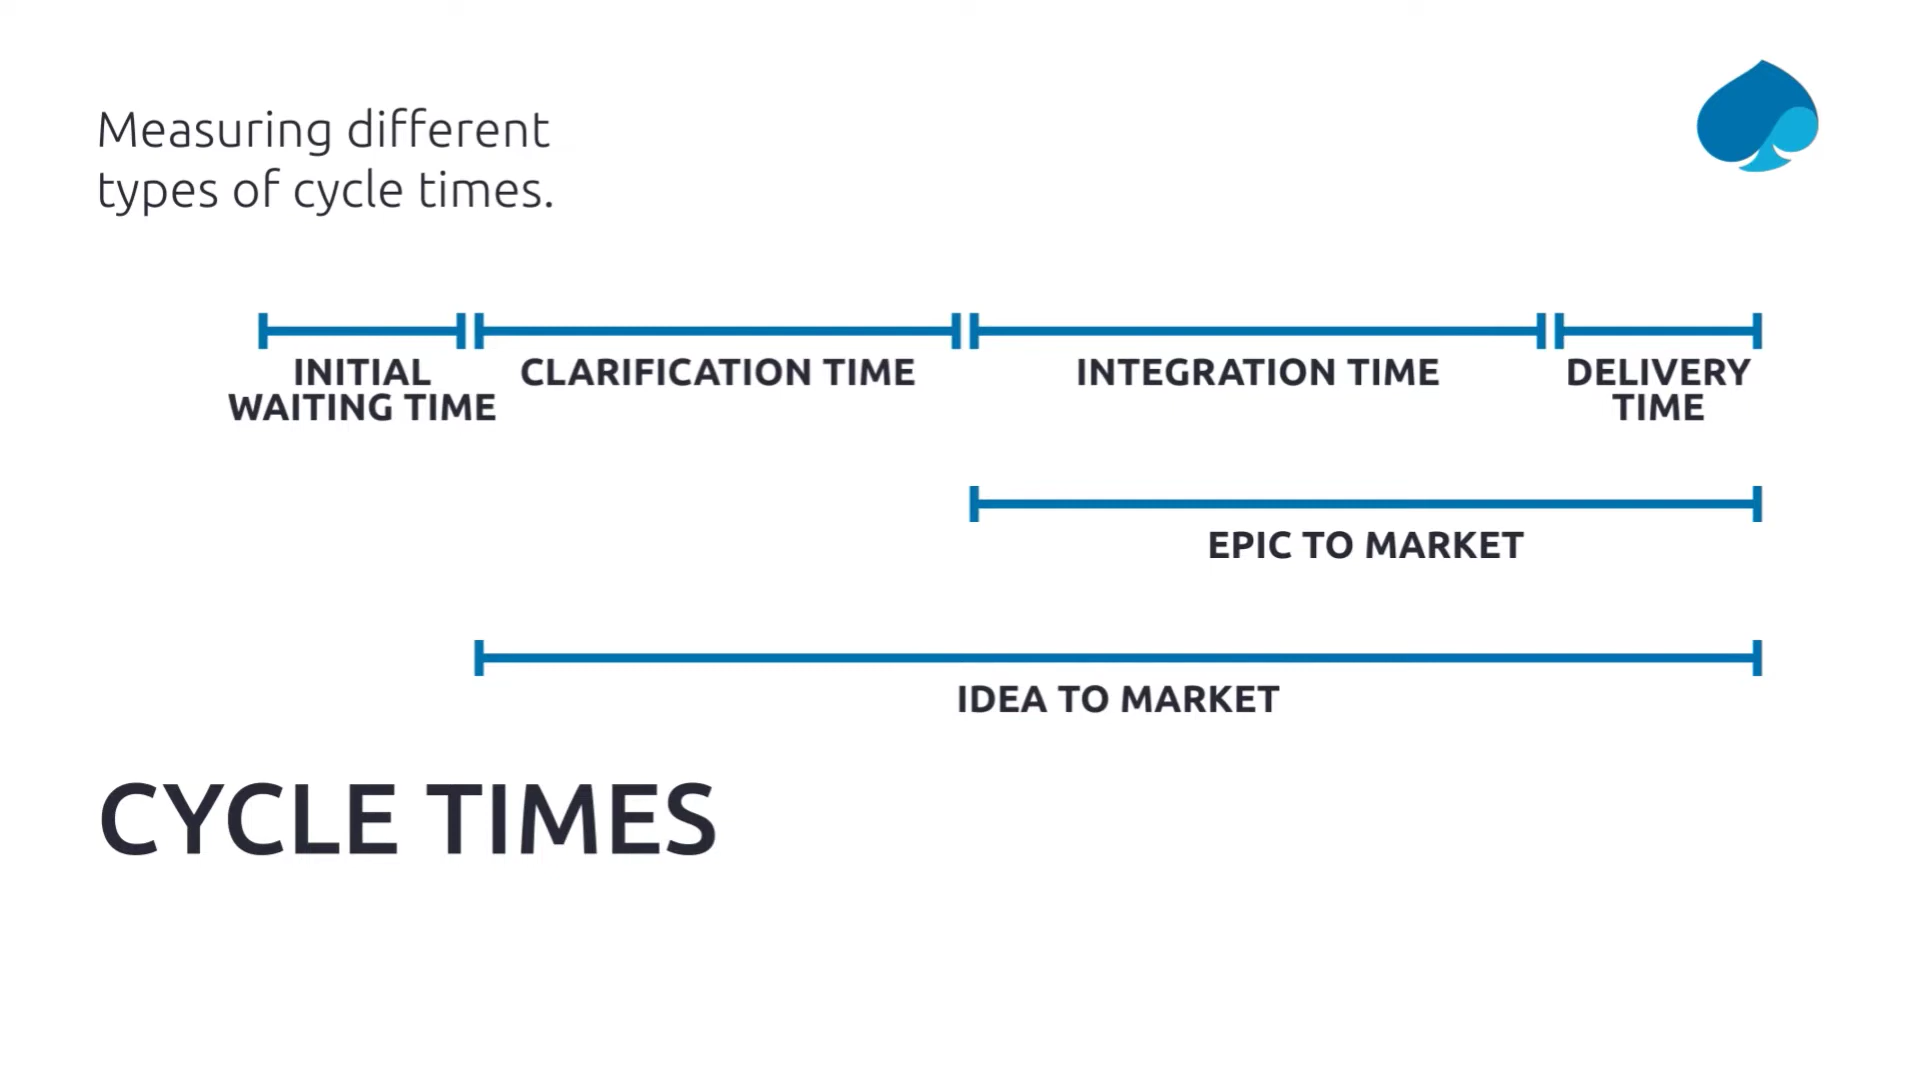 Measuring different
types of cycle times.
INITIAL
WAITING TIME
CLARIFICATION TIME
INTEGRATION TIME
DELIVERY
TIME
EPIC TO MARKET
IDEA TO MARKET
CYCLE TIMES